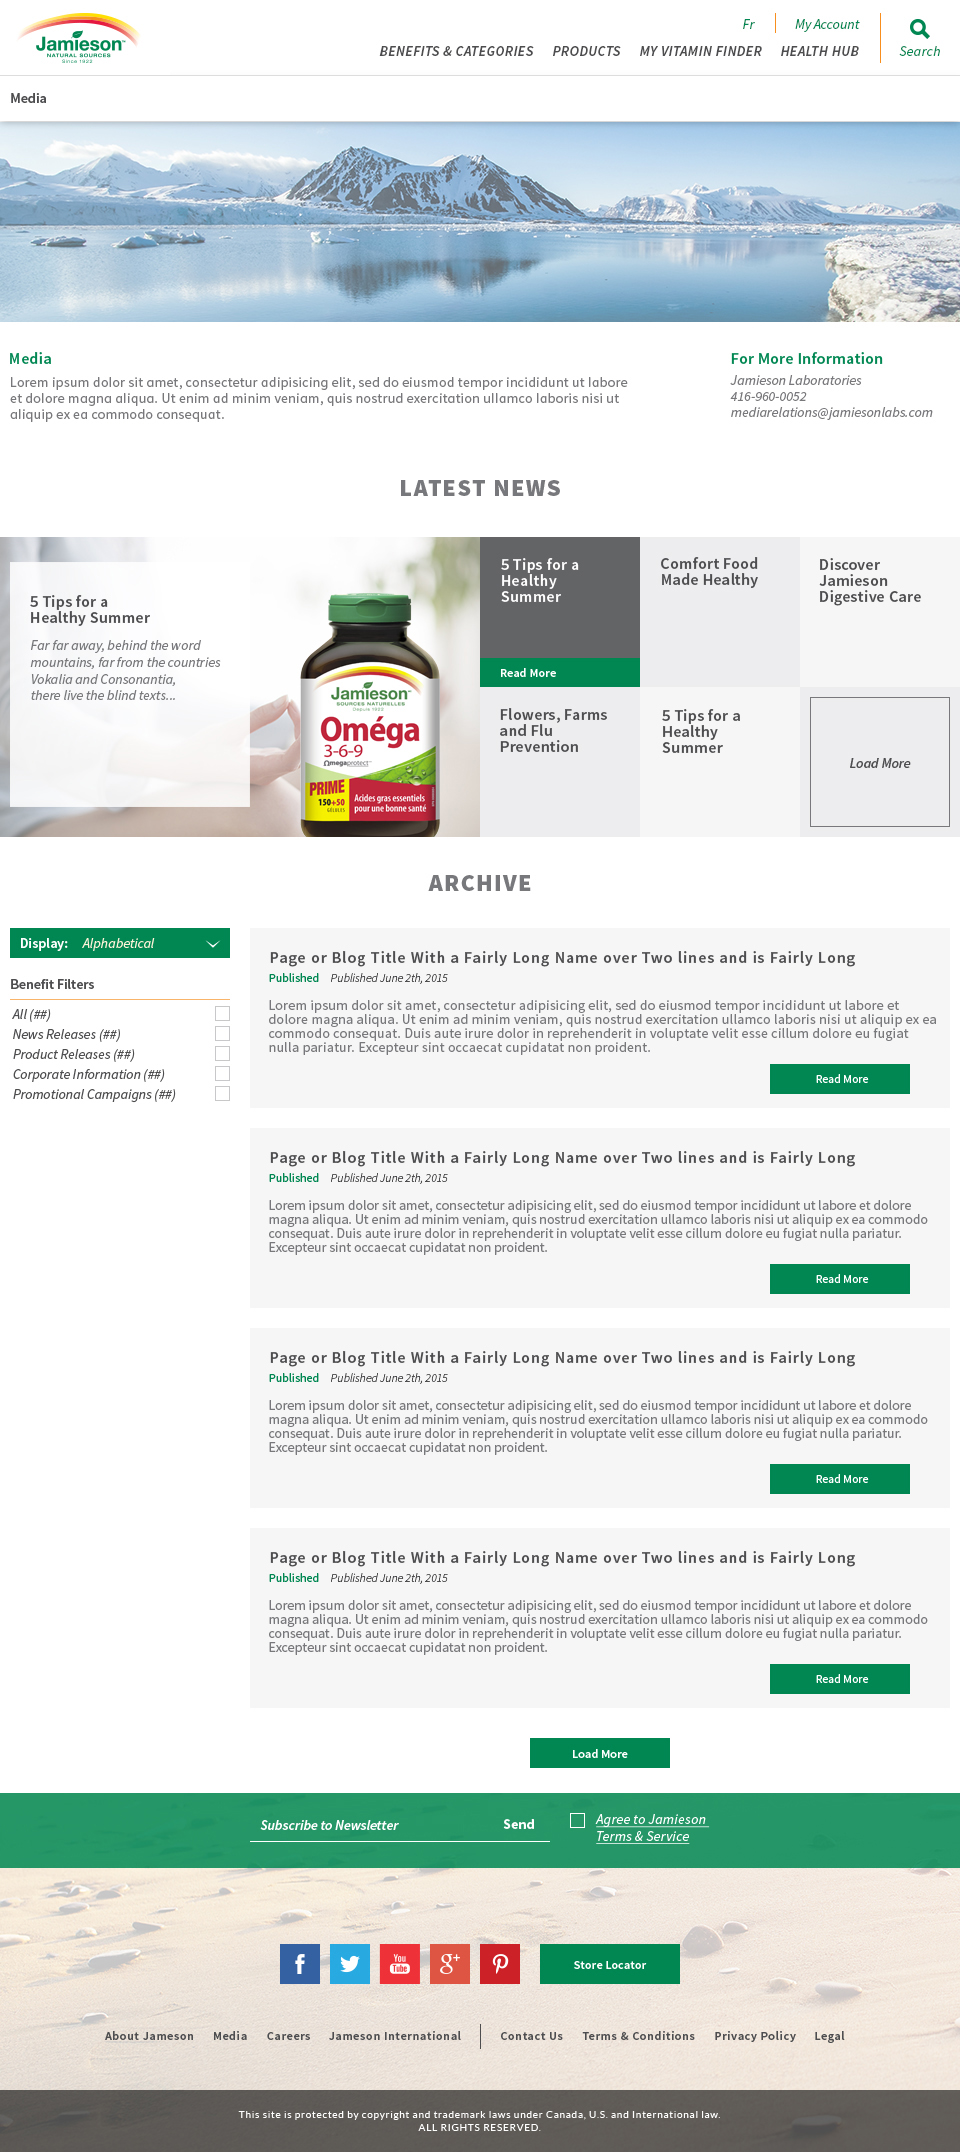 Jamieson™
NATURAL SOURCES
Since 1922
Fr
My Account
BENEFITS & CATEGORIES
PRODUCTS
MY VITAMIN FINDER
HEALTH HUB
Search
Media
Media
Lorem ipsum dolor sit amet, consectetur adipisicing elit, sed do eiusmod tempor incididunt ut labore
et dolore magna aliqua. Ut enim ad minim veniam, quis nostrud exercitation ullamco laboris nisi ut
aliquip ex ea commodo consequat.
For More Information
Jamieson Laboratories
416-960-0052
mediarelations@jamiesonlabs.com
LATEST NEWS
5 Tips for a
Healthy Summer
Far far away, behind the word
mountains, far from the countries
Vokalia and Consonantia,
there live the blind texts...
Jamieson™
SOURCES NATURELLES
Depuis 1922
Oméga
3-6-9
Ωmegaprotect™
PRIME
150+50
GÉLULES
Acides gras essentiels
pour une bonne santé
5 Tips for a
Healthy
Summer
Read More
Comfort Food
Made Healthy
Discover
Jamieson
Digestive Care
Flowers, Farms
and Flu
Prevention
5 Tips for a
Healthy
Summer
Load More
ARCHIVE
Display: Alphabetical
Benefit Filters
All (##)
News Releases (##)
Product Releases (##)
Corporate Information (##)
Promotional Campaigns (##)
Page or Blog Title With a Fairly Long Name over Two lines and is Fairly Long
Published Published June 2th, 2015
Lorem ipsum dolor sit amet, consectetur adipisicing elit, sed do eiusmod tempor incididunt ut labore et
dolore magna aliqua. Ut enim ad minim veniam, quis nostrud exercitation ullamco laboris nisi ut aliquip ex ea
commodo consequat. Duis aute irure dolor in reprehenderit in voluptate velit esse cillum dolore eu fugiat
nulla pariatur. Excepteur sint occaecat cupidatat non proident.
Read More
Page or Blog Title With a Fairly Long Name over Two lines and is Fairly Long
Published Published June 2th, 2015
Lorem ipsum dolor sit amet, consectetur adipisicing elit, sed do eiusmod tempor incididunt ut labore et dolore
magna aliqua. Ut enim ad minim veniam, quis nostrud exercitation ullamco laboris nisi ut aliquip ex ea commodo
consequat. Duis aute irure dolor in reprehenderit in voluptate velit esse cillum dolore eu fugiat nulla pariatur.
Excepteur sint occaecat cupidatat non proident.
Read More
Page or Blog Title With a Fairly Long Name over Two lines and is Fairly Long
Published Published June 2th, 2015
Lorem ipsum dolor sit amet, consectetur adipisicing elit, sed do eiusmod tempor incididunt ut labore et dolore
magna aliqua. Ut enim ad minim veniam, quis nostrud exercitation ullamco laboris nisi ut aliquip ex ea commodo
consequat. Duis aute irure dolor in reprehenderit in voluptate velit esse cillum dolore eu fugiat nulla pariatur.
Excepteur sint occaecat cupidatat non proident.
Read More
Page or Blog Title With a Fairly Long Name over Two lines and is Fairly Long
Published Published June 2th, 2015
Lorem ipsum dolor sit amet, consectetur adipisicing elit, sed do eiusmod tempor incididunt ut labore et dolore
magna aliqua. Ut enim ad minim veniam, quis nostrud exercitation ullamco laboris nisi ut aliquip ex ea commodo
consequat. Duis aute irure dolor in reprehenderit in voluptate velit esse cillum dolore eu fugiat nulla pariatur.
Excepteur sint occaecat cupidatat non proident.
Read More
Load More
Subscribe to Newsletter
Send
Agree to Jamieson
Terms & Service
f
You
Tube
g+
Store Locator
About Jameson
Media
Careers
Jameson International
Contact Us
Terms & Conditions
Privacy Policy
Legal
This site is protected by copyright and trademark laws under Canada, U.S. and International law.
ALL RIGHTS RESERVED.